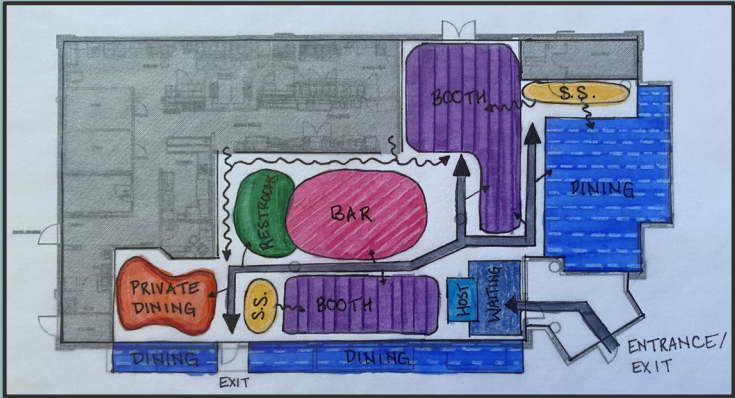 BOOTH
S.S.
DINING
RESTROOMS
BAR
PRIVATE
DINING
S.S.
BOOTH
HOST
WAITING
ENTRANCE/
EXIT
DINING
DINING
EXIT